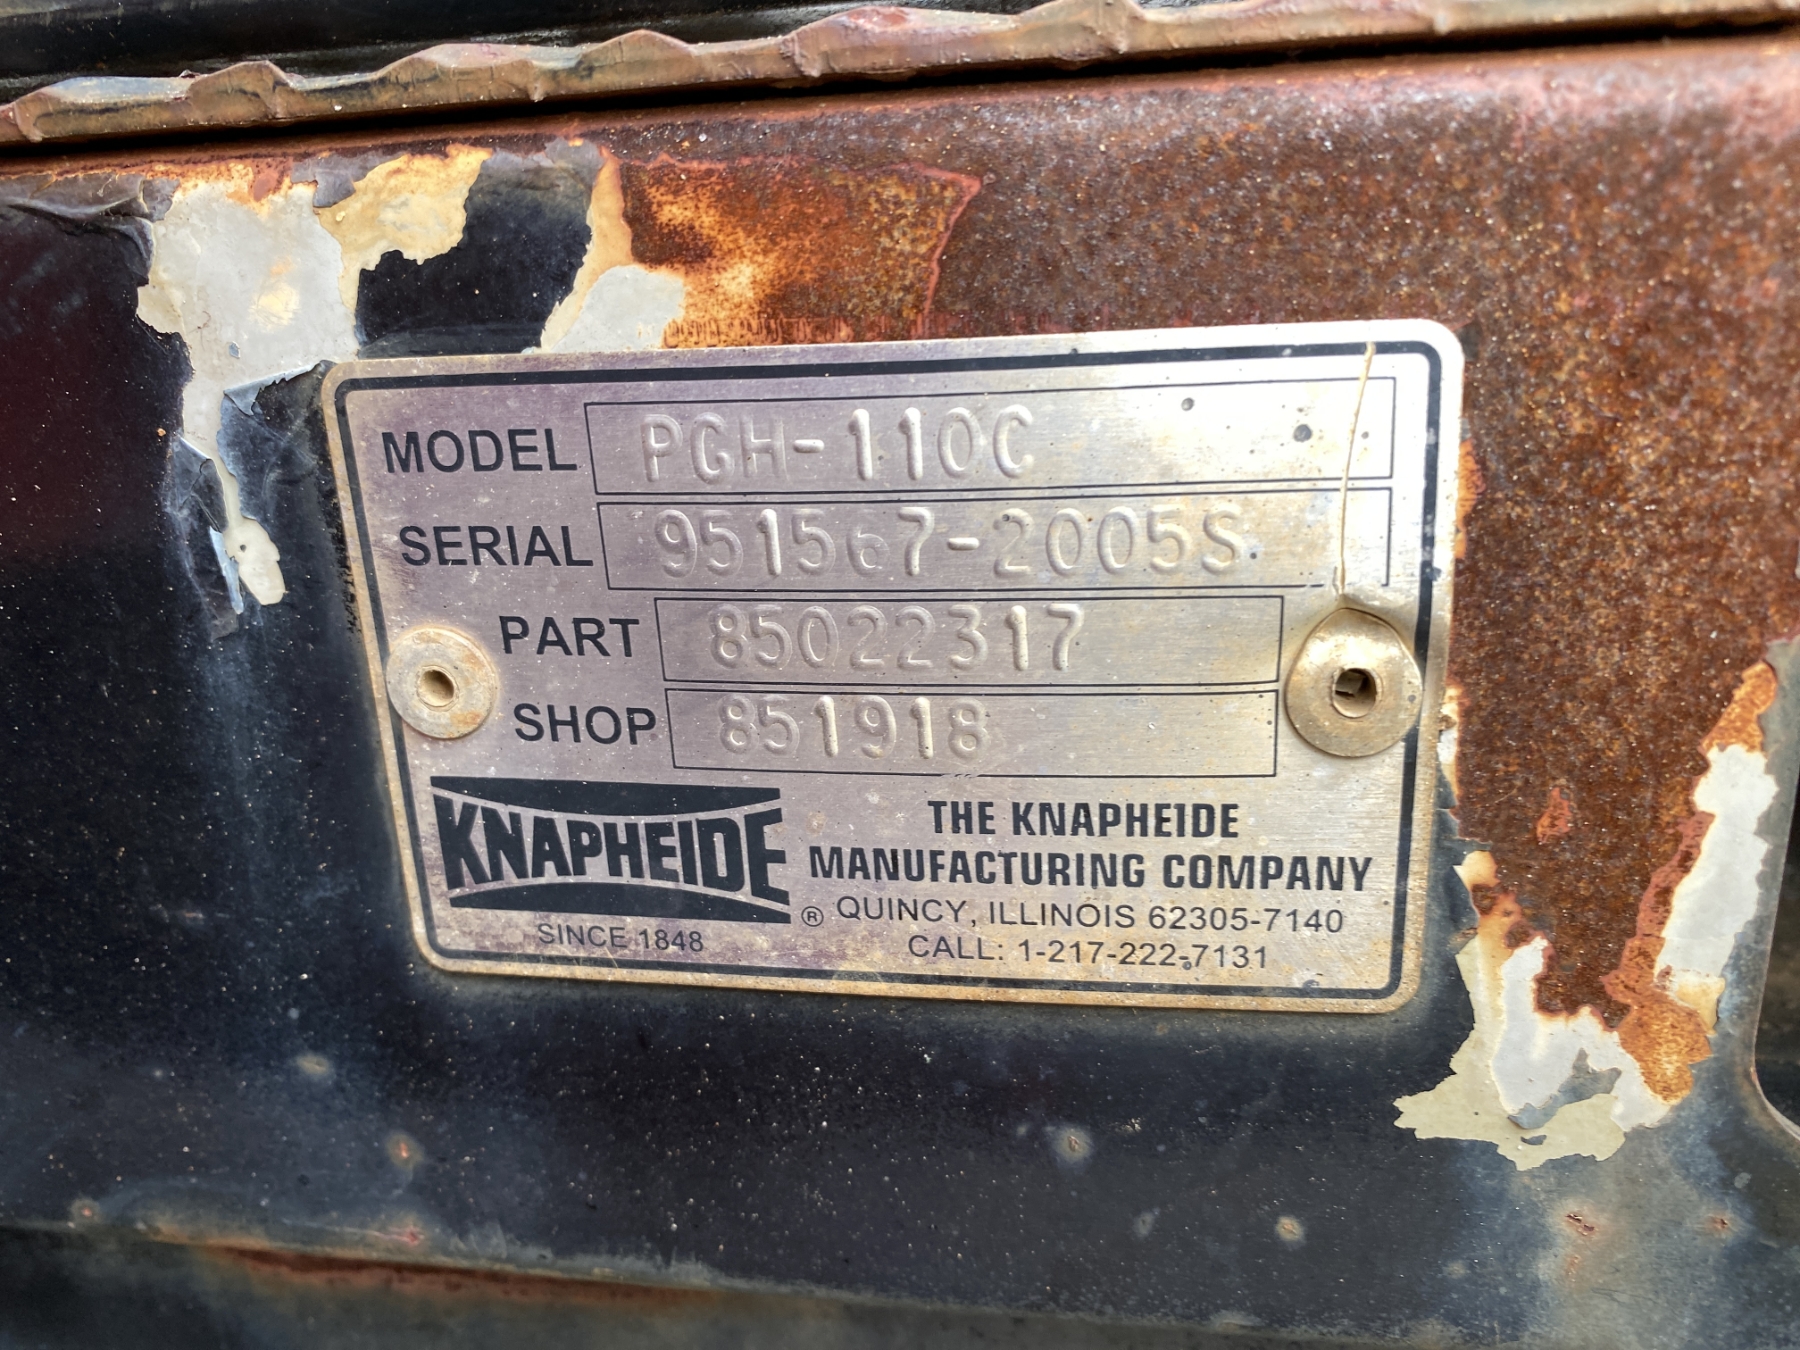 MODEL PGH-110C
SERIAL 951567-2005S
PART 85022317
SHOP 851918
KNAPHEIDE
®
SINCE 1848
THE KNAPHEIDE
MANUFACTURING COMPANY
QUINCY, ILLINOIS 62305-7140
CALL: 1-217-222-7131